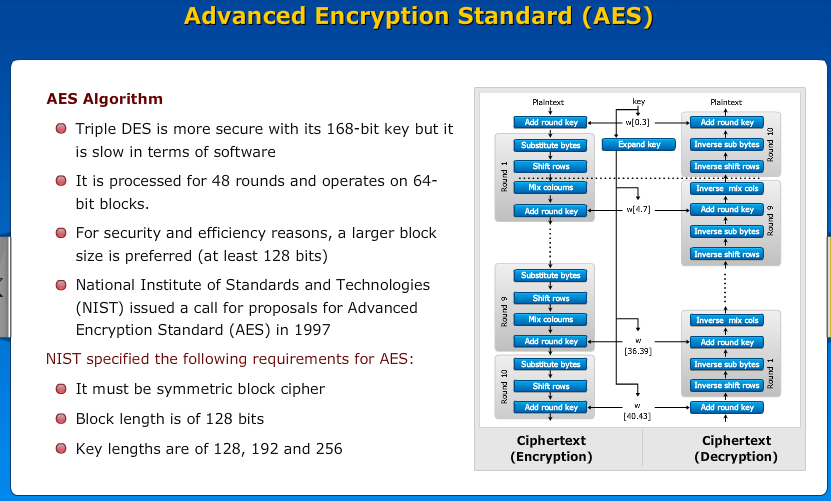 Advanced Encryption Standard (AES)
AES Algorithm
Triple DES is more secure with its 168-bit key but it
is slow in terms of software
It is processed for 48 rounds and operates on 64-
bit blocks.
For security and efficiency reasons, a larger block
size is preferred (at least 128 bits)
National Institute of Standards and Technologies
(NIST) issued a call for proposals for Advanced
Encryption Standard (AES) in 1997
NIST specified the following requirements for AES:
It must be symmetric block cipher
Block length is of 128 bits
Key lengths are of 128, 192 and 256
Plaintext
Add round key
Round 1
Substitute bytes
Shift rows
Mix coloums
Add round key
Round 9
Substitute bytes
Shift rows
Mix coloums
Add round key
Round 10
Substitute bytes
Shift rows
Add round key
Ciphertext
(Encryption)
key
w[0.3]
Expand key
w[4.7]
w
[36.39]
w
[40.43]
Plaintext
Add round key
Inverse sub bytes
Inverse shift rows
Round 10
Inverse mix cols
Add round key
Inverse sub bytes
Inverse shift rows
Round 9
Inverse mix cols
Add round key
Inverse sub bytes
Inverse shift rows
Round 1
Add round key
Ciphertext
(Decryption)